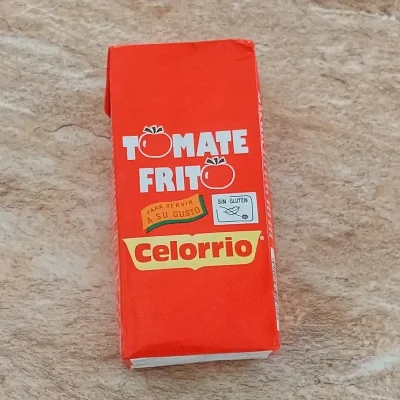 TOMATE
FRITO
PARA SERVIR
A SU GUSTO
SIN GLUTEN
Celorrio